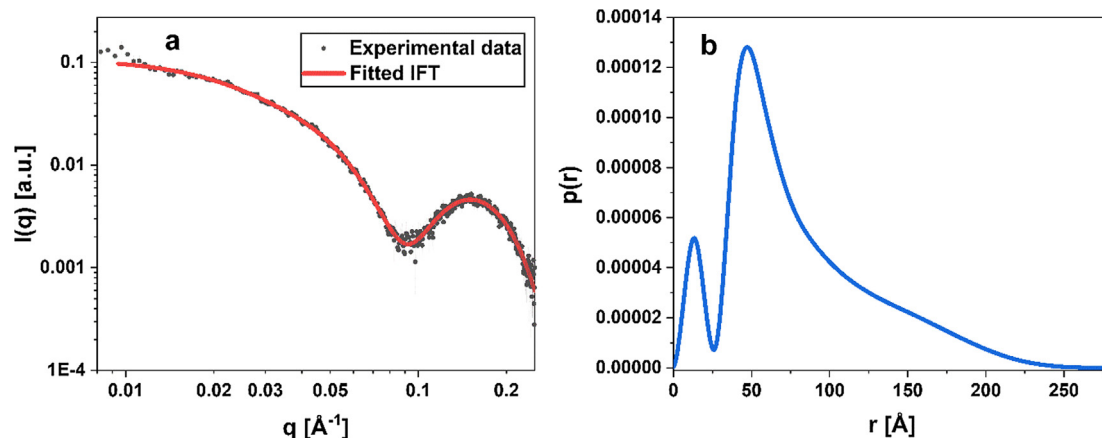 a
Experimental data
Fitted IFT
0.1
0.01
0.001
1E-4
I(q) [a.u.]
0.01
0.02
0.03
0.05
0.1
0.2
q [Å⁻¹]
b
0.00014
0.00012
0.00010
0.00008
0.00006
0.00004
0.00002
0.00000
p(r)
0
50
100
150
200
250
r [Å]